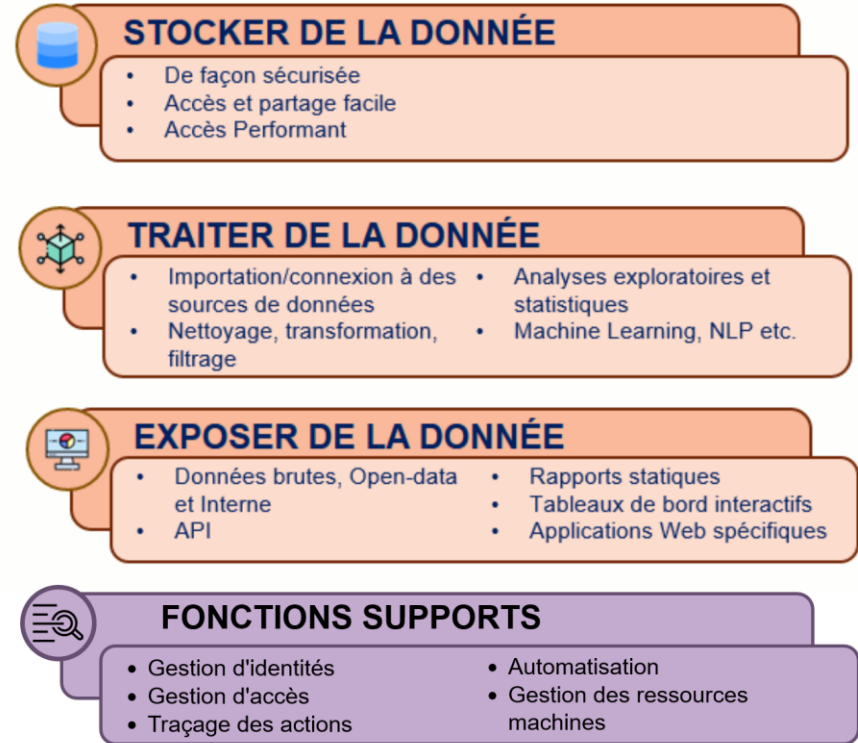 STOCKER DE LA DONNÉE
• De façon sécurisée
• Accès et partage facile
• Accès Performant
TRAITER DE LA DONNÉE
• Importation/connexion à des
sources de données
• Nettoyage, transformation,
filtrage
• Analyses exploratoires et
statistiques
• Machine Learning, NLP etc.
EXPOSER DE LA DONNÉE
• Données brutes, Open-data
et Interne
• API
• Rapports statiques
• Tableaux de bord interactifs
• Applications Web spécifiques
FONCTIONS SUPPORTS
• Gestion d'identités
• Gestion d'accès
• Traçage des actions
• Automatisation
• Gestion des ressources
machines